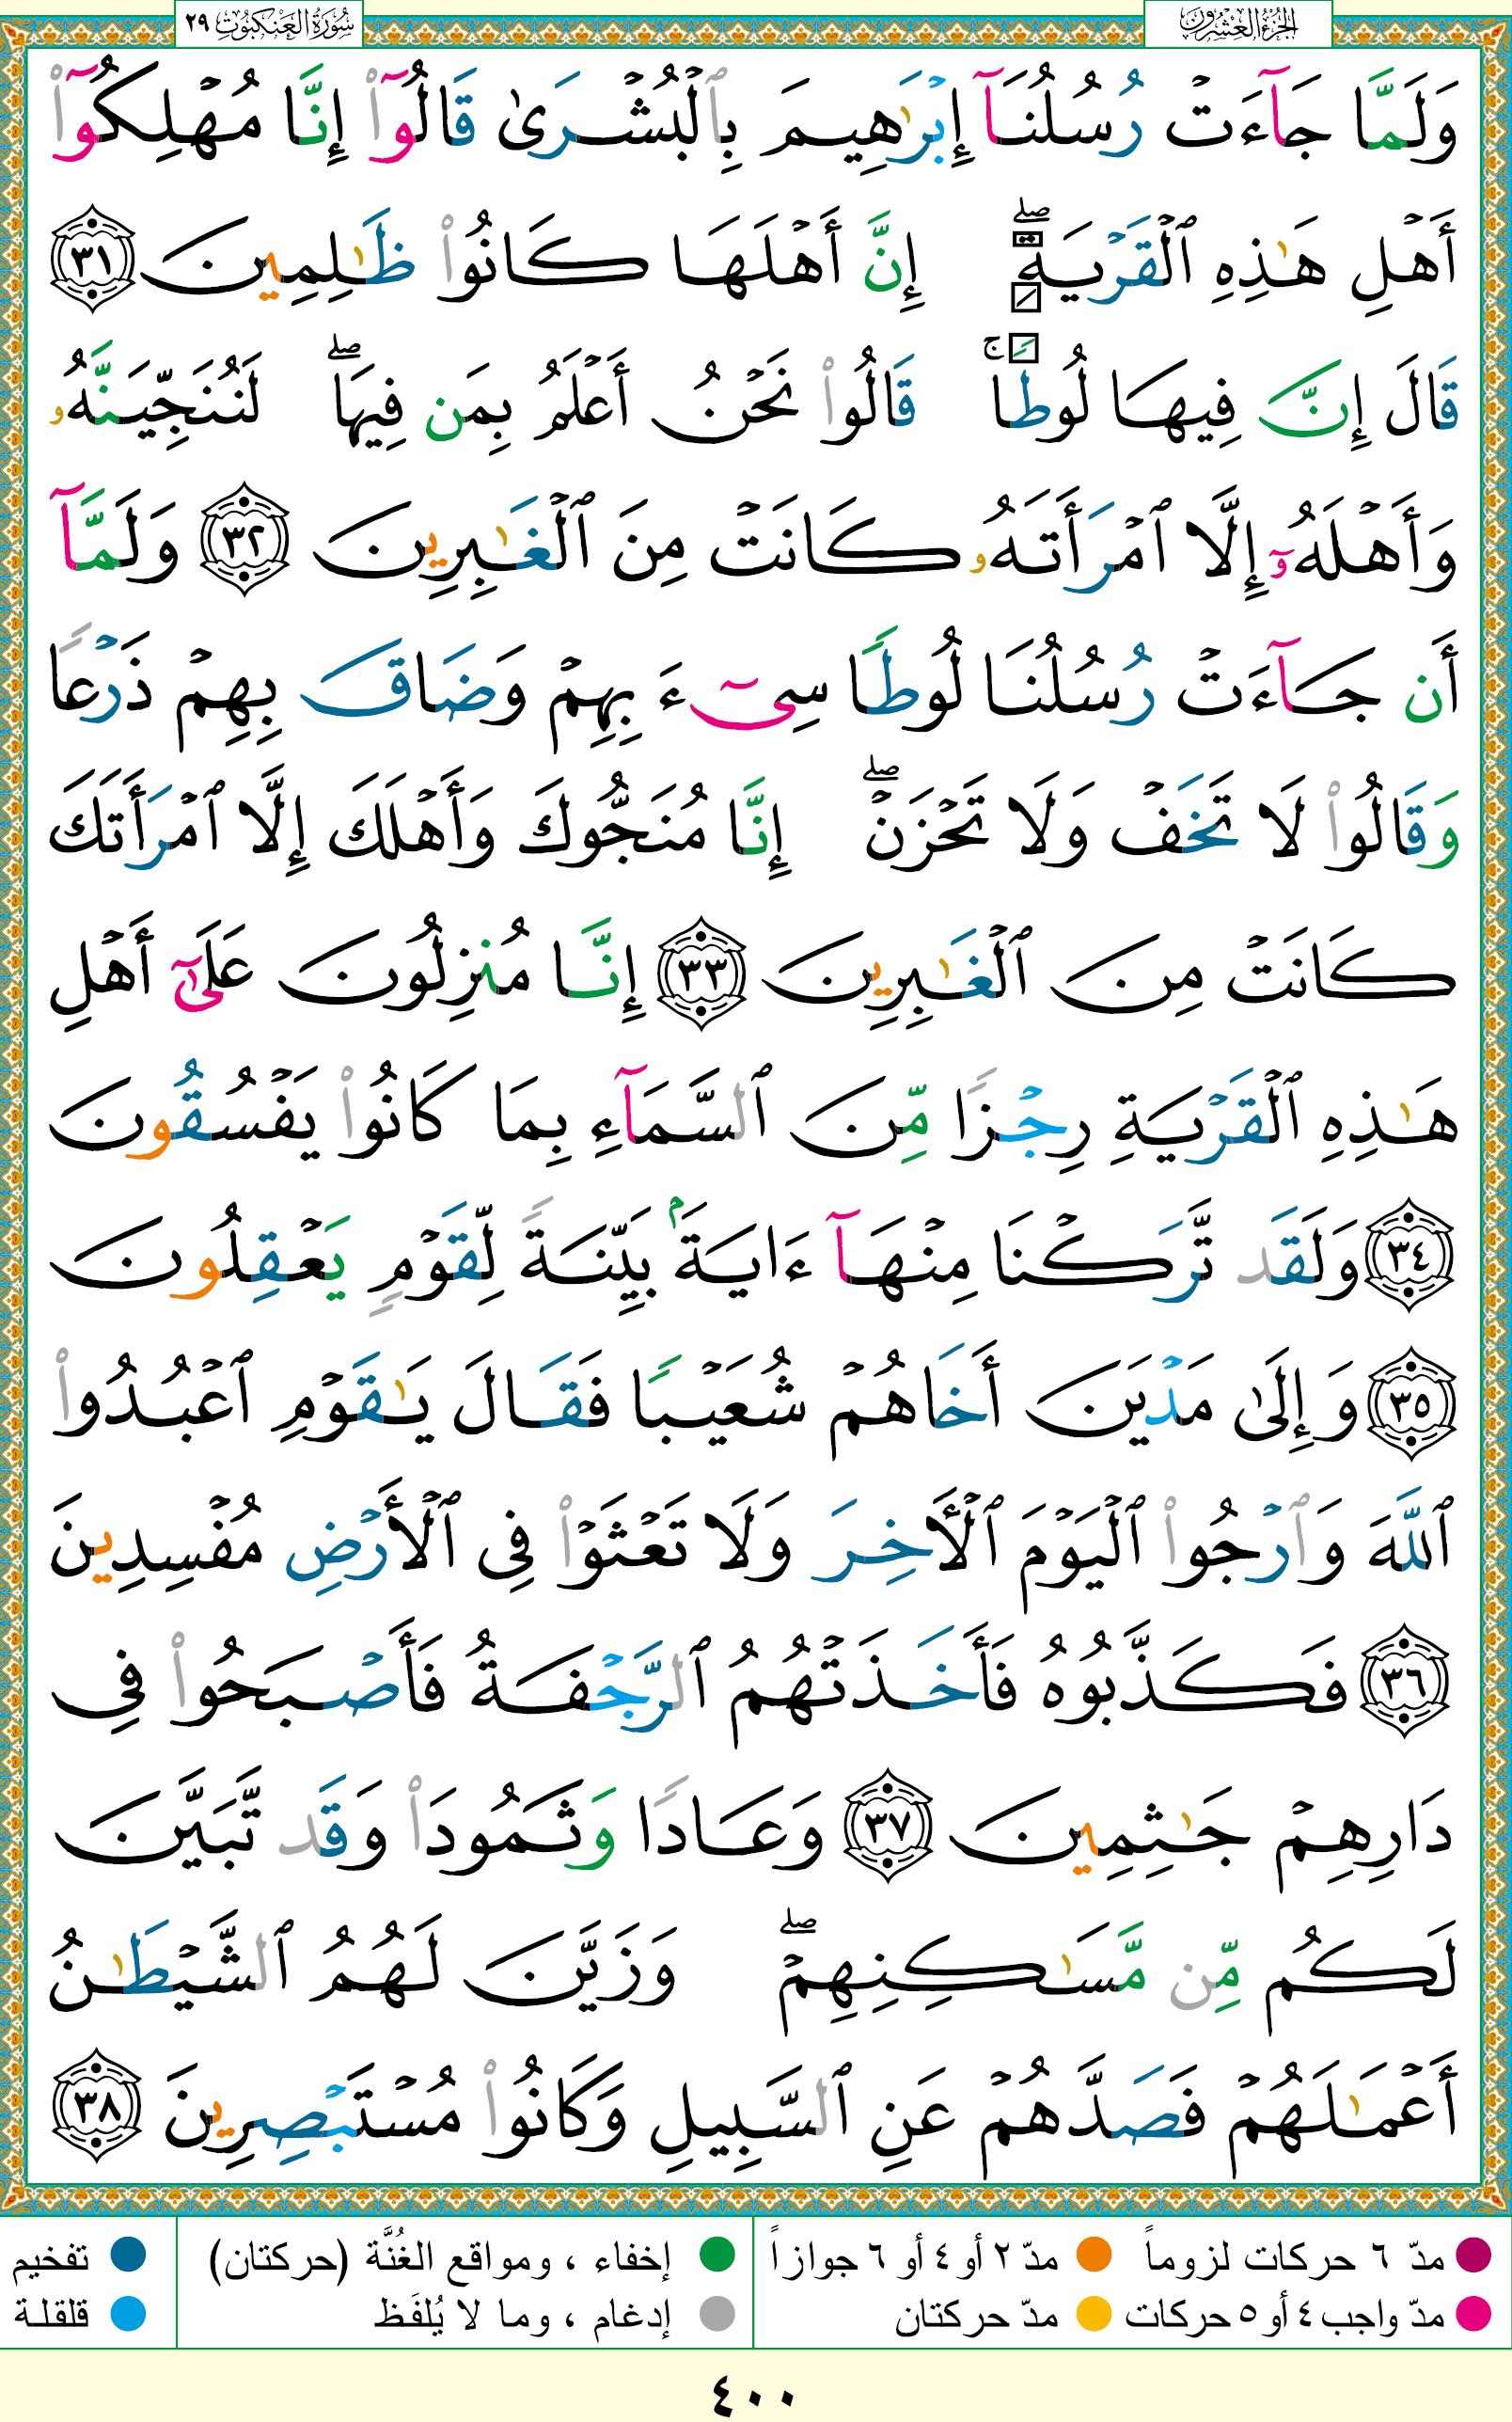 الجزء العشرون
سورة العنكبوت ٢٩
وَلَمَّا جَآءَتْ رُسُلُنَآ إِبْرَٰهِيمَ بِٱلْبُشْرَىٰ قَالُوٓا۟ إِنَّا مُهْلِكُوٓا۟
أَهْلِ هَـٰذِهِ ٱلْقَرْيَةِ ۖ إِنَّ أَهْلَهَا كَانُوا۟ ظَـٰلِمِينَ ٣١
قَالَ إِنَّ فِيهَا لُوطًا ۚ قَالُوا۟ نَحْنُ أَعْلَمُ بِمَن فِيهَا ۖ لَنُنَجِّيَنَّهُۥ
وَأَهْلَهُۥٓ إِلَّا ٱمْرَأَتَهُۥ كَانَتْ مِنَ ٱلْغَـٰبِرِينَ ٣٢ وَلَمَّآ
أَن جَآءَتْ رُسُلُنَا لُوطًا سِىٓءَ بِهِمْ وَضَاقَ بِهِمْ ذَرْعًا
وَقَالُوا۟ لَا تَخَفْ وَلَا تَحْزَنْ ۖ إِنَّا مُنَجُّوكَ وَأَهْلَكَ إِلَّا ٱمْرَأَتَكَ
كَانَتْ مِنَ ٱلْغَـٰبِرِينَ ٣٣ إِنَّا مُنزِلُونَ عَلَىٰٓ أَهْلِ
هَـٰذِهِ ٱلْقَرْيَةِ رِجْزًا مِّنَ ٱلسَّمَآءِ بِمَا كَانُوا۟ يَفْسُقُونَ
٣٤ وَلَقَد تَّرَكْنَا مِنْهَآ ءَايَةًۢ بَيِّنَةً لِّقَوْمٍ يَعْقِلُونَ
٣٥ وَإِلَىٰ مَدْيَنَ أَخَاهُمْ شُعَيْبًا فَقَالَ يَـٰقَوْمِ ٱعْبُدُوا۟
ٱللَّهَ وَٱرْجُوا۟ ٱلْيَوْمَ ٱلْـَٔاخِرَ وَلَا تَعْثَوْا۟ فِى ٱلْأَرْضِ مُفْسِدِينَ
٣٦ فَكَذَّبُوهُ فَأَخَذَتْهُمُ ٱلرَّجْفَةُ فَأَصْبَحُوا۟ فِى
دَارِهِمْ جَـٰثِمِينَ ٣٧ وَعَادًا وَثَمُودَا۟ وَقَد تَّبَيَّنَ
لَكُم مِّن مَّسَـٰكِنِهِمْ ۖ وَزَيَّنَ لَهُمُ ٱلشَّيْطَـٰنُ
أَعْمَـٰلَهُمْ فَصَدَّهُمْ عَنِ ٱلسَّبِيلِ وَكَانُوا۟ مُسْتَبْصِرِينَ ٣٨
مدّ ٦ حركات لزوماً مدّ ٢ أو ٤ أو ٦ جوازاً إخفاء ، ومواقع الغُنَّة (حركتان) تفخيم
مدّ واجب ٤ أو ٥ حركات مدّ حركتان إدغام ، وما لا يُلفَظ قلقلة
٤٠٠